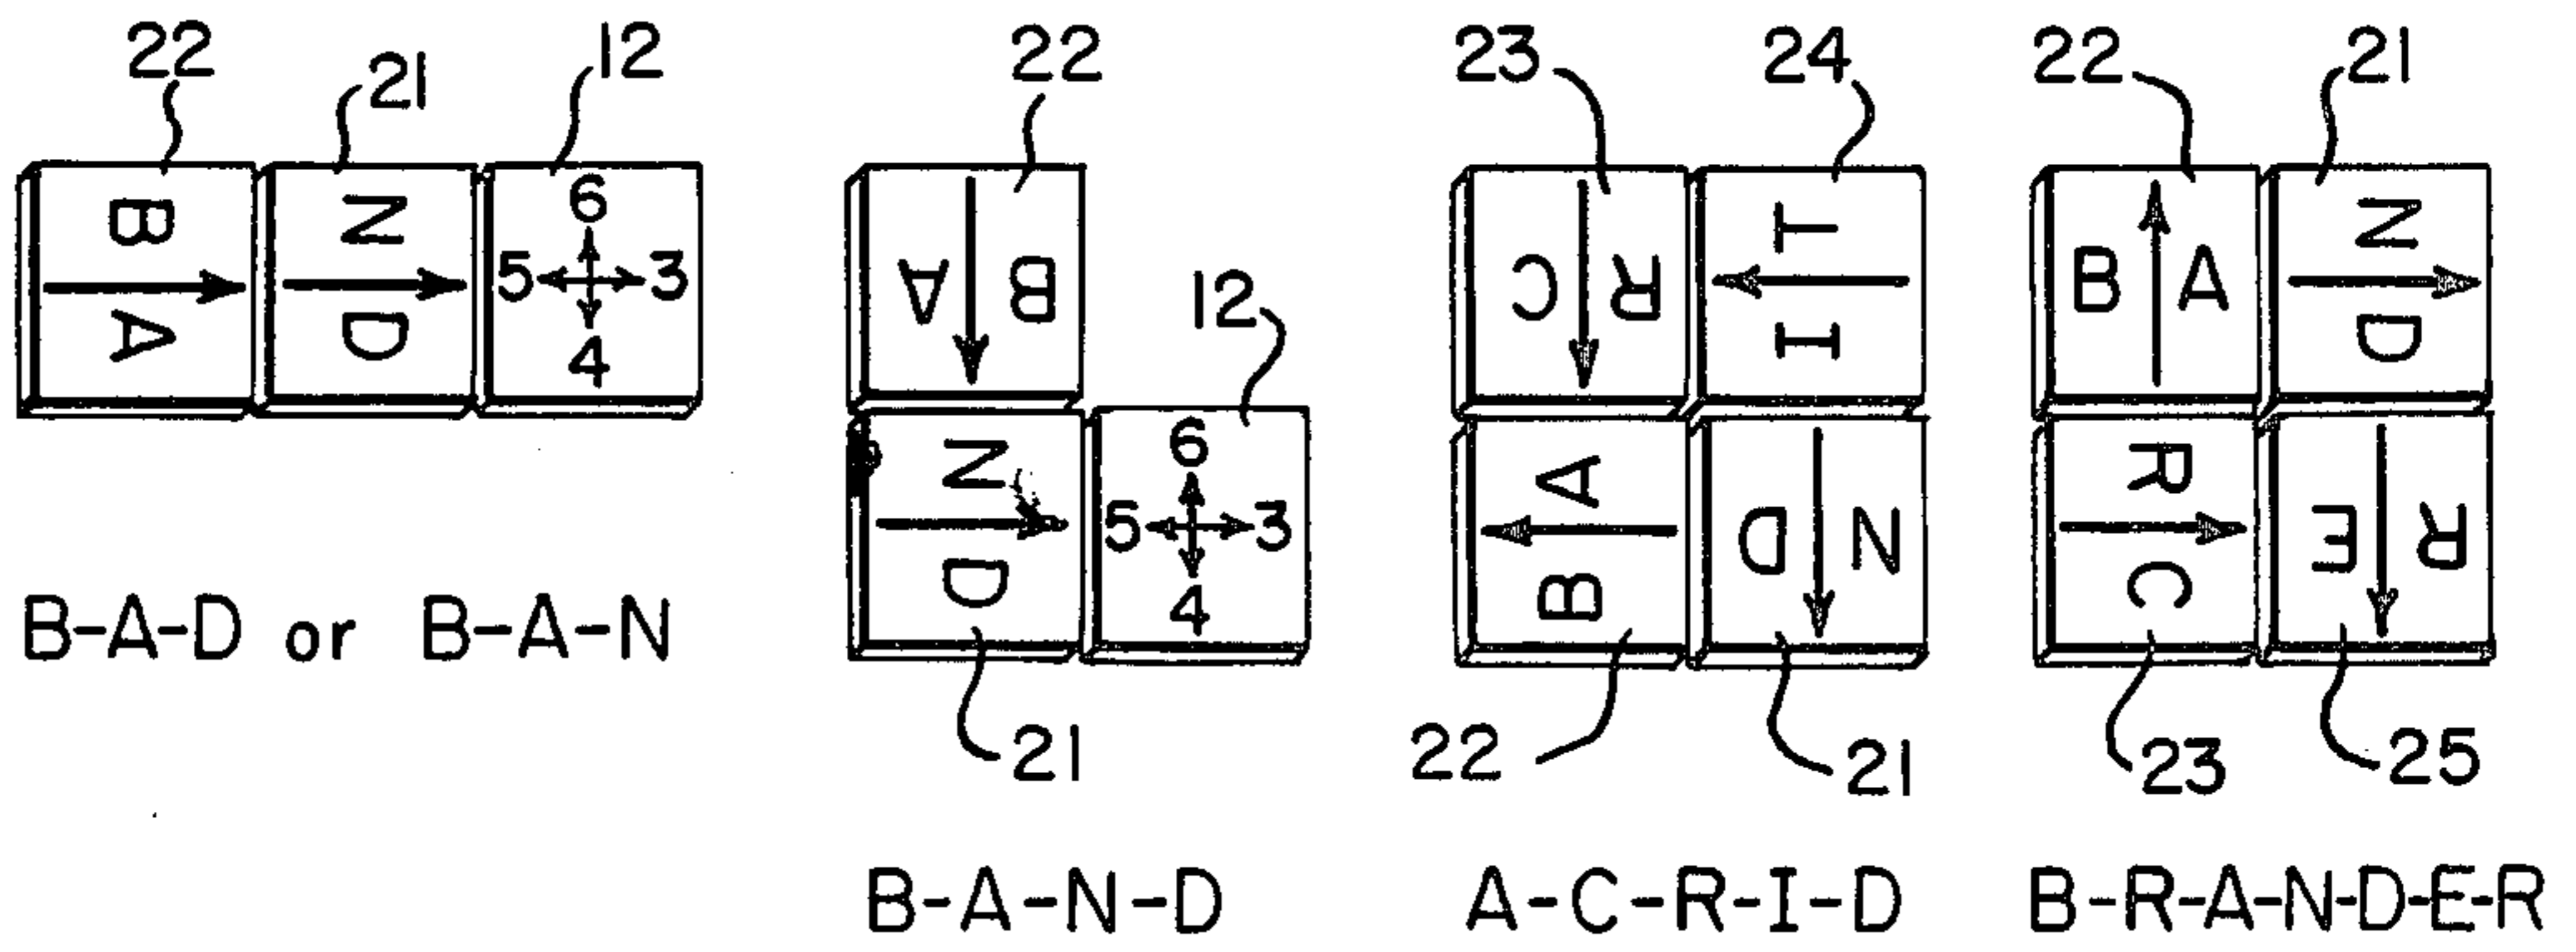 22 21 12
B N 6
5 3
A D 4
B-A-D or B-A-N
22
A B
12
N 6
5 3
D 4
21
B-A-N-D
23 24
C R T I
A B D N
22 21
A-C-R-I-D
22 21
B A N D
R C E R
23 25
B-R-A-N-D-E-R